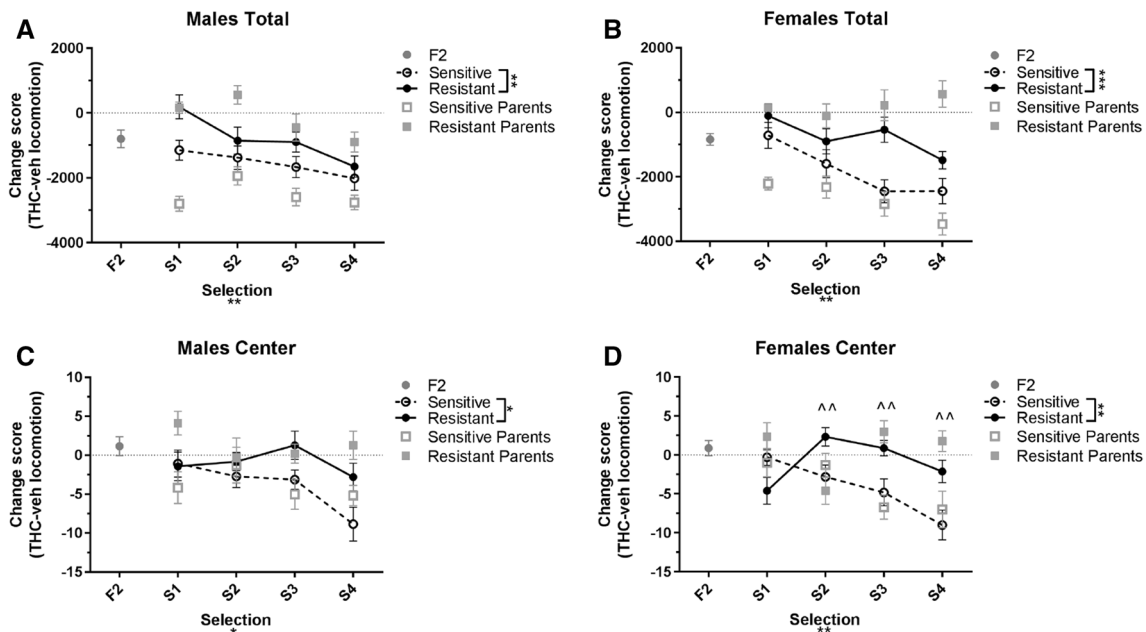 A
Males Total
Change score
(THC-veh locomotion)
2000
0
-2000
-4000
F2
S1
S2
S3
S4
Selection
**
F2
Sensitive
Resistant
**
Sensitive Parents
Resistant Parents
B
Females Total
Change score
(THC-veh locomotion)
2000
0
-2000
-4000
F2
S1
S2
S3
S4
Selection
**
F2
Sensitive
Resistant
***
Sensitive Parents
Resistant Parents
C
Males Center
Change score
(THC-veh locomotion)
10
5
0
-5
-10
-15
F2
S1
S2
S3
S4
Selection
*
F2
Sensitive
Resistant
*
Sensitive Parents
Resistant Parents
D
Females Center
Change score
(THC-veh locomotion)
10
5
0
-5
-10
-15
^^ ^^ ^^
F2
S1
S2
S3
S4
Selection
**
F2
Sensitive
Resistant
**
Sensitive Parents
Resistant Parents